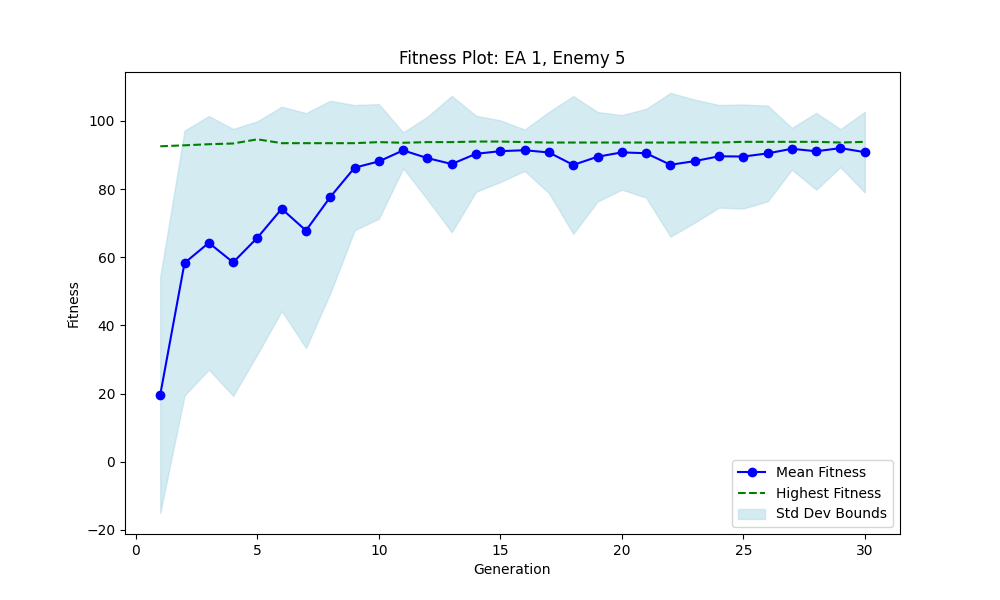 Fitness Plot: EA 1, Enemy 5
Fitness
100
80
60
40
20
0
−20
0 5 10 15 20 25 30
Generation
Mean Fitness
Highest Fitness
Std Dev Bounds